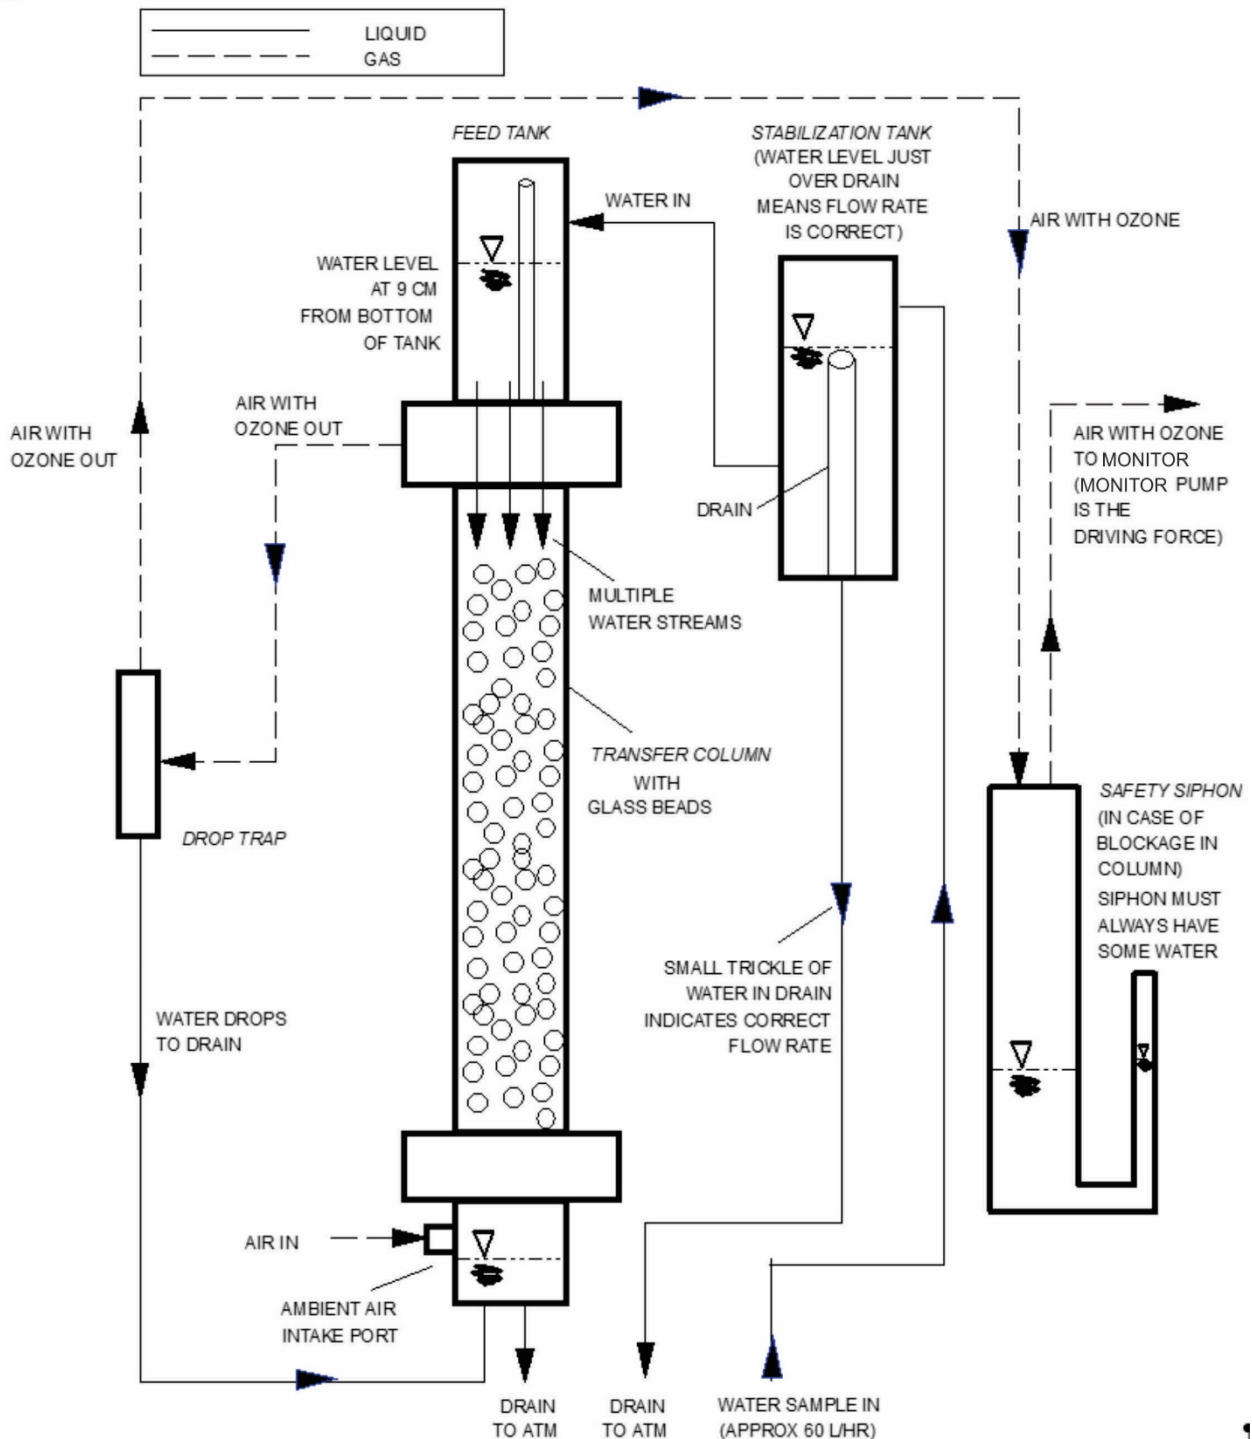 LIQUID
GAS
FEED TANK
STABILIZATION TANK
(WATER LEVEL JUST
OVER DRAIN
MEANS FLOW RATE
IS CORRECT)
WATER IN
AIR WITH OZONE
WATER LEVEL
AT 9 CM
FROM BOTTOM
OF TANK
AIR WITH
OZONE OUT
AIR WITH
OZONE OUT
AIR WITH OZONE
TO MONITOR
(MONITOR PUMP
IS THE
DRIVING FORCE)
DRAIN
MULTIPLE
WATER STREAMS
TRANSFER COLUMN
WITH
GLASS BEADS
DROP TRAP
SAFETY SIPHON
(IN CASE OF
BLOCKAGE IN
COLUMN)
SIPHON MUST
ALWAYS HAVE
SOME WATER
SMALL TRICKLE OF
WATER IN DRAIN
INDICATES CORRECT
FLOW RATE
WATER DROPS
TO DRAIN
AIR IN
AMBIENT AIR
INTAKE PORT
DRAIN
TO ATM
DRAIN
TO ATM
WATER SAMPLE IN
(APPROX 60 L/HR)